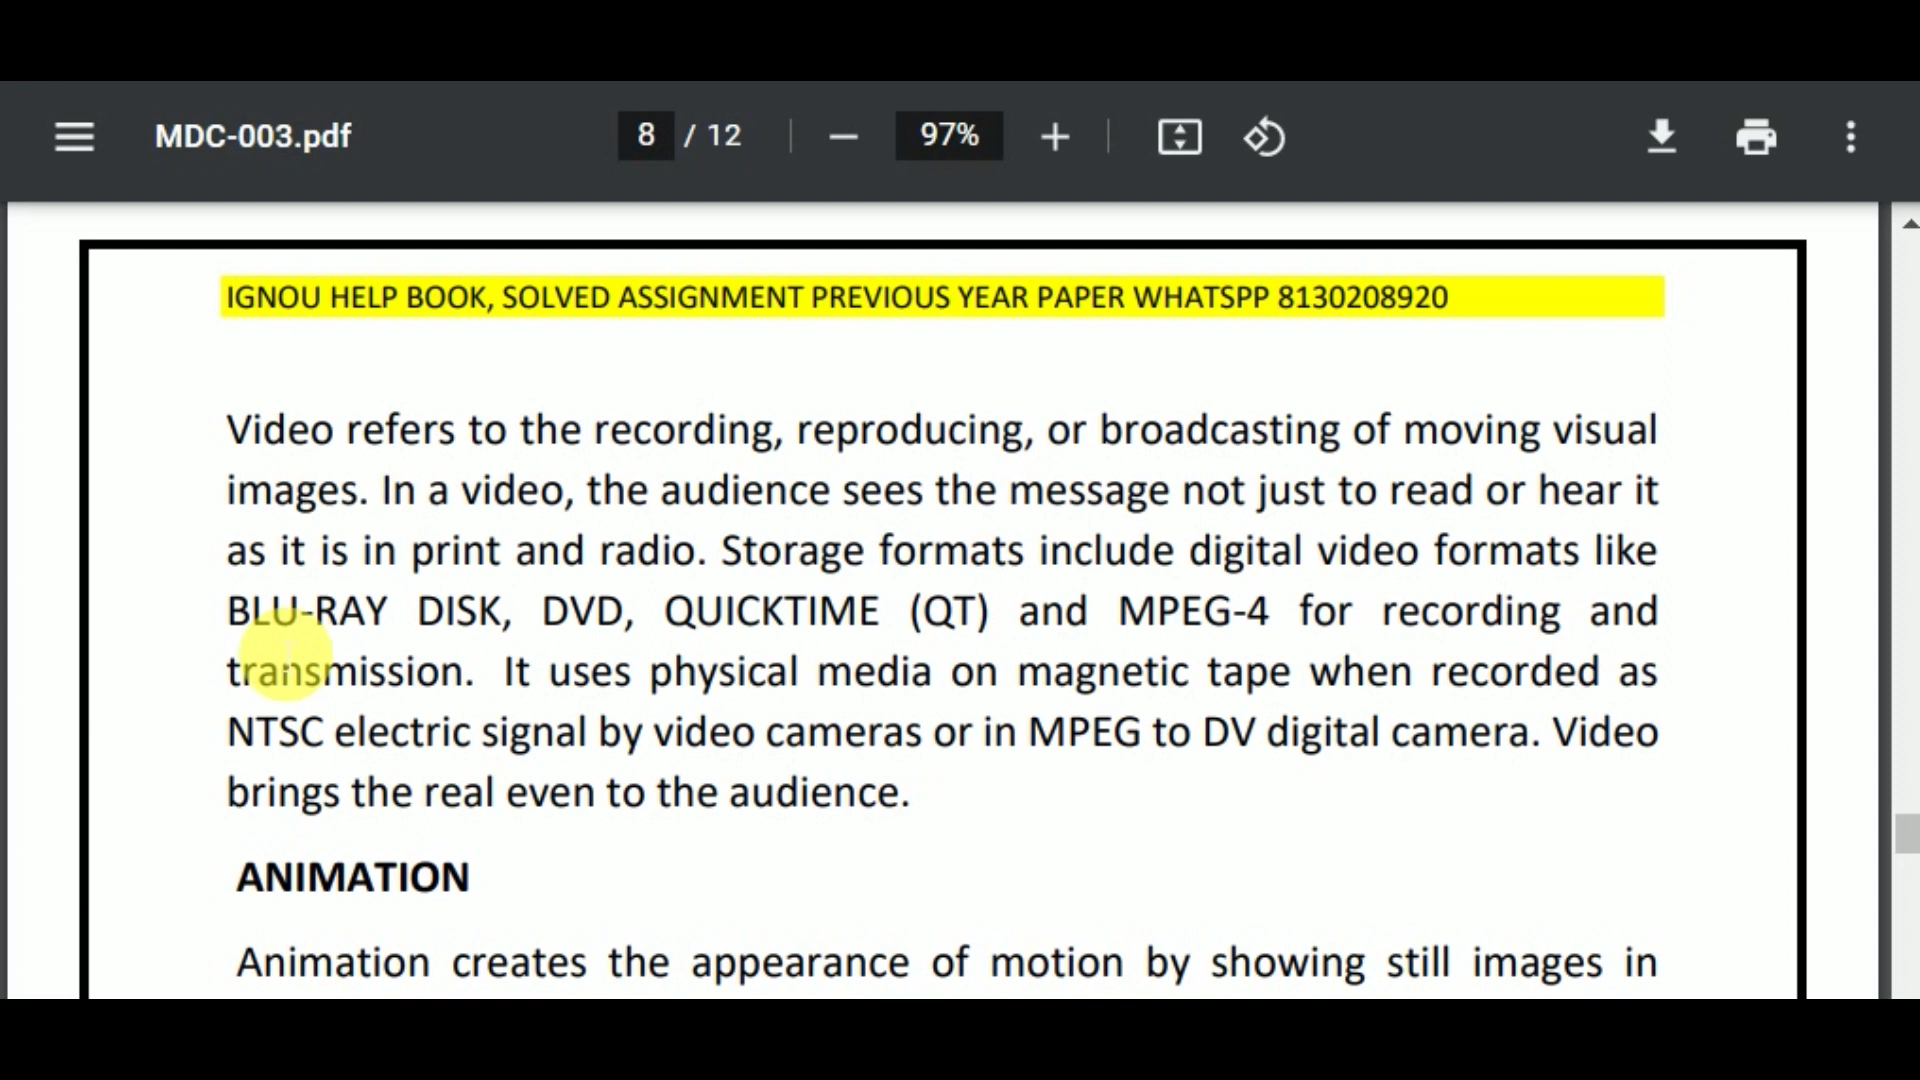 MDC-003.pdf
8 / 12
97%
IGNOU HELP BOOK, SOLVED ASSIGNMENT PREVIOUS YEAR PAPER WHATSPP 8130208920
Video refers to the recording, reproducing, or broadcasting of moving visual
images. In a video, the audience sees the message not just to read or hear it
as it is in print and radio. Storage formats include digital video formats like
BLU-RAY DISK, DVD, QUICKTIME (QT) and MPEG-4 for recording and
transmission. It uses physical media on magnetic tape when recorded as
NTSC electric signal by video cameras or in MPEG to DV digital camera. Video
brings the real even to the audience.
ANIMATION
Animation creates the appearance of motion by showing still images in